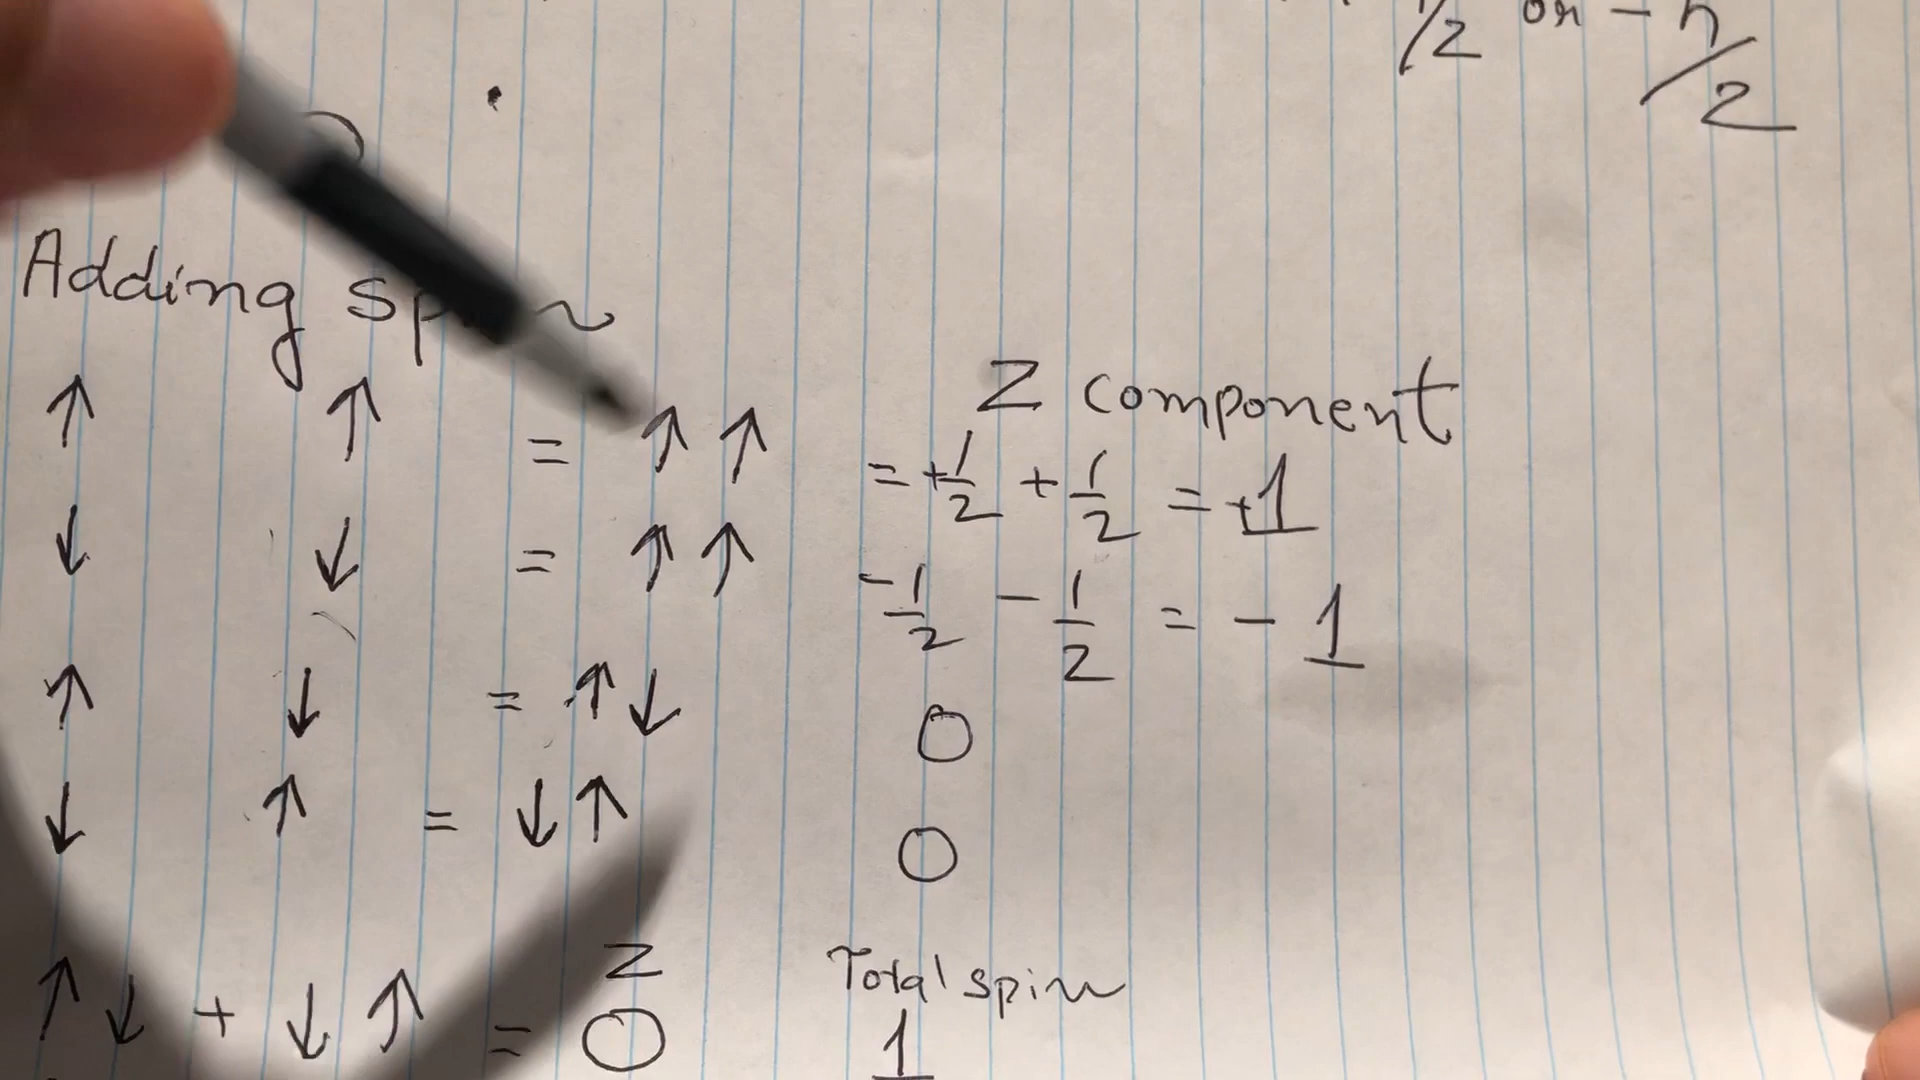 /2 or - h/2
Adding
Z component
↑ ↑ = ↑ ↑ = +1/2 + 1/2 = +1
↓ ↓ = ↑ ↑ -1/2 - 1/2 = - 1
↑ ↓ = ↑ ↓ 0
↓ ↑ = ↓ ↑ 0
Z Total spin
↑ ↓ + ↓ ↑ = 0 1